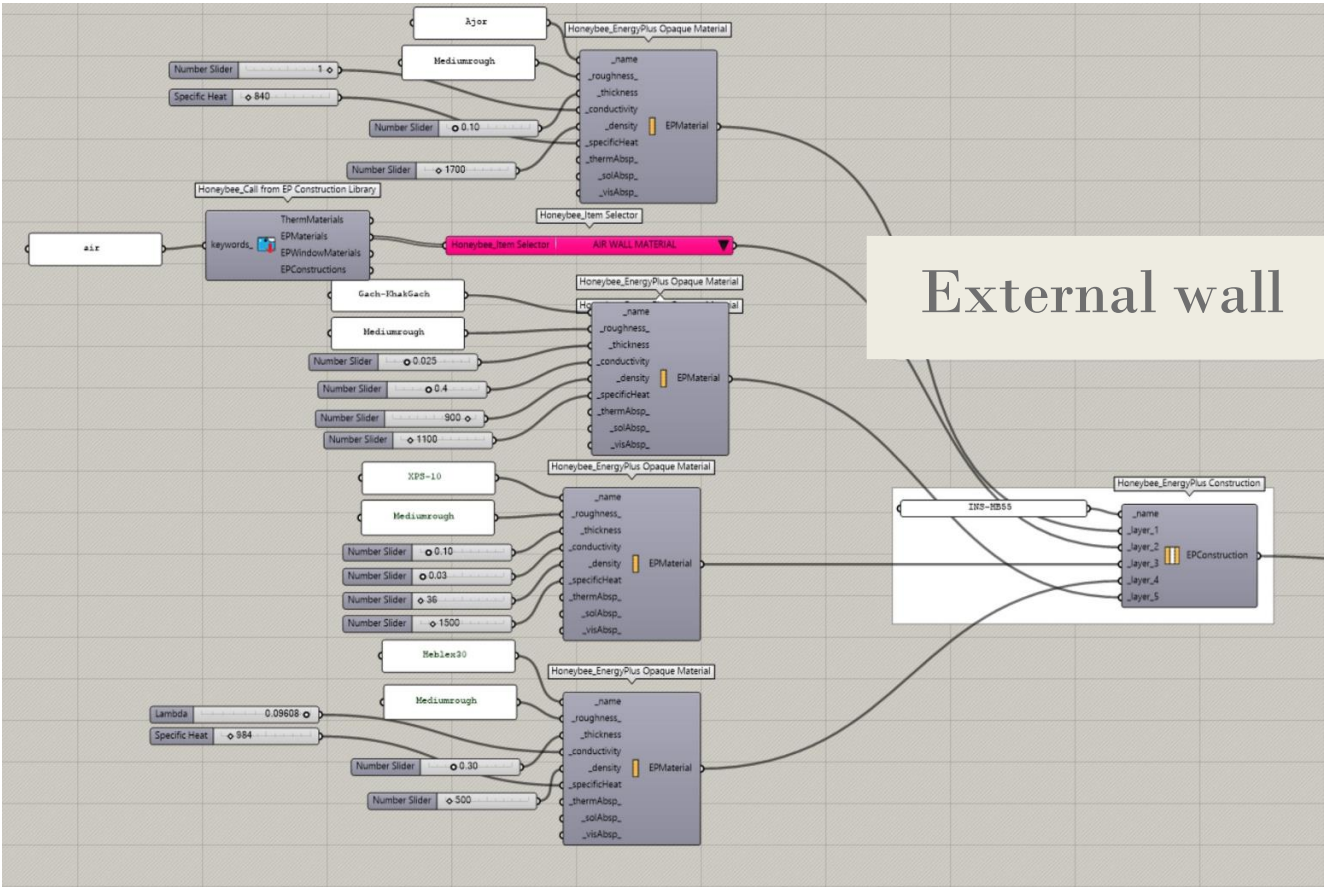 Ajor
Honeybee_EnergyPlus Opaque Material
Mediumrough
Number Slider 1
Specific Heat 840
Number Slider 0.10
Number Slider 1700
_name
_roughness_
_thickness
_conductivity
_density
_specificHeat
_thermAbsp_
_solAbsp_
_visAbsp_
EPMaterial
Honeybee_Call from EP Construction Library
air
keywords_
ThermMaterials
EPMaterials
EPWindowMaterials
EPConstructions
Honeybee_Item Selector
Honeybee_Item Selector AIR WALL MATERIAL
External wall
Honeybee_EnergyPlus Opaque Material
Gach-KhakGach
Mediumrough
Number Slider 0.025
Number Slider 0.4
Number Slider 900
Number Slider 1100
_name
_roughness_
_thickness
_conductivity
_density
_specificHeat
_thermAbsp_
_solAbsp_
_visAbsp_
EPMaterial
Honeybee_EnergyPlus Opaque Material
XPS-10
Mediumrough
Number Slider 0.10
Number Slider 0.03
Number Slider 36
Number Slider 1500
_name
_roughness_
_thickness
_conductivity
_density
_specificHeat
_thermAbsp_
_solAbsp_
_visAbsp_
EPMaterial
Honeybee_EnergyPlus Construction
INS-HB55
_name
_layer_1
_layer_2
_layer_3
_layer_4
_layer_5
EPConstruction
Heblex30
Honeybee_EnergyPlus Opaque Material
Mediumrough
Lambda 0.09608
Specific Heat 984
Number Slider 0.30
Number Slider 500
_name
_roughness_
_thickness
_conductivity
_density
_specificHeat
_thermAbsp_
_solAbsp_
_visAbsp_
EPMaterial